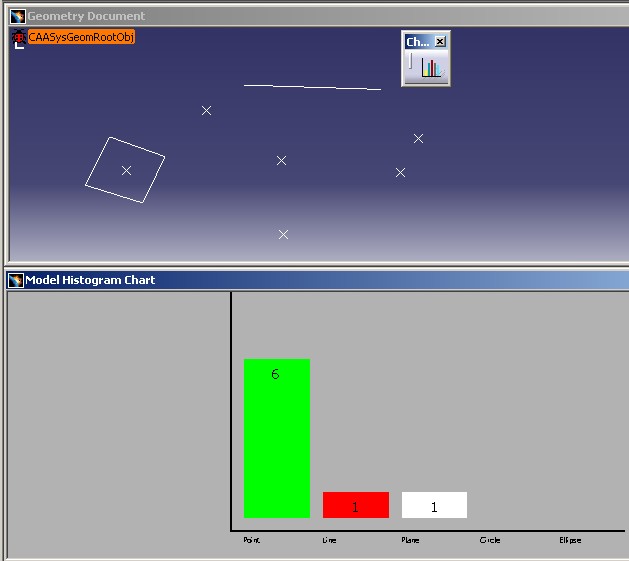 Geometry Document
CAASysGeomRootObj
Ch...
Model Histogram Chart
6
1
1
Point
Line
Plane
Circle
Ellipse